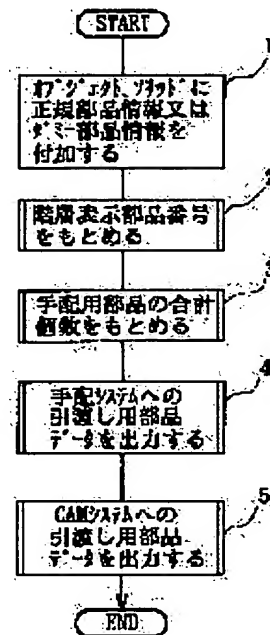 START
1
オブジェクト、ソリッドに
正規部品情報又は
ダミー部品情報を
付加する
2
階層表示部品番号
をもとめる
3
手配用部品の合計
個数をもとめる
4
手配システムへの
引渡し用部品
データを出力する
5
CAMシステムへの
引渡し用部品
データを出力する
END